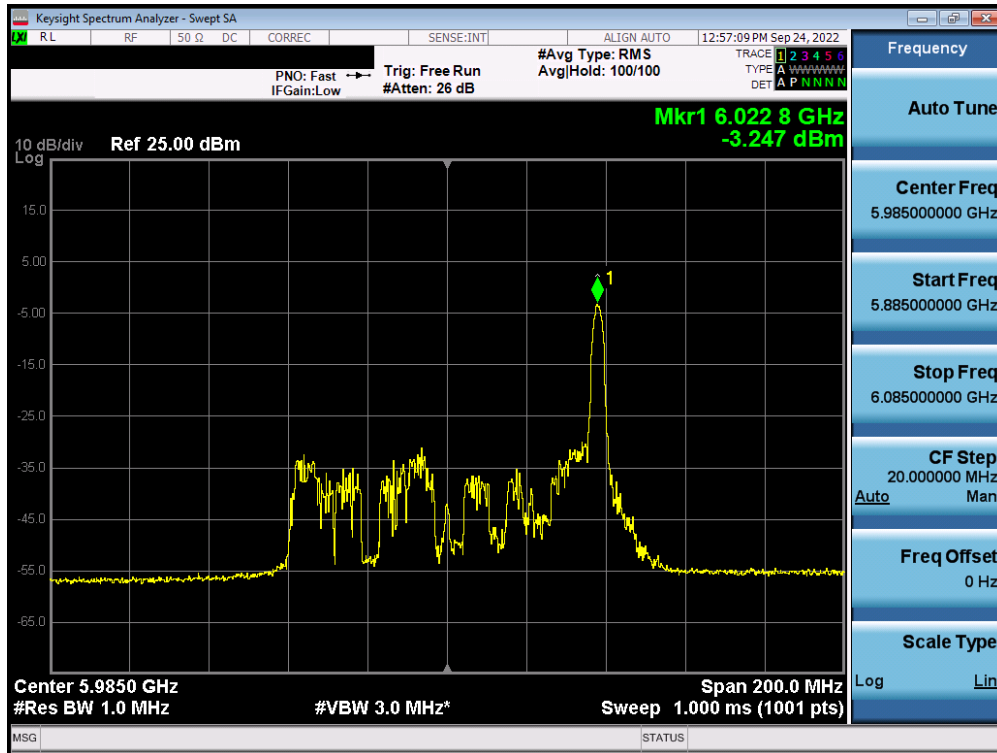 Keysight Spectrum Analyzer - Swept SA
LXI RL RF 50 Ω DC CORREC SENSE:INT ALIGN AUTO 12:57:09 PM Sep 24, 2022
PNO: Fast
IFGain:Low
Trig: Free Run
#Atten: 26 dB
#Avg Type: RMS
Avg|Hold: 100/100
TRACE 1 2 3 4 5 6
TYPE A WWWWW
DET A P N N N N
Mkr1 6.022 8 GHz
-3.247 dBm
10 dB/div Ref 25.00 dBm
Log
15.0
5.00
1
-5.00
-15.0
-25.0
-35.0
-45.0
-55.0
-65.0
Center 5.9850 GHz Span 200.0 MHz
#Res BW 1.0 MHz #VBW 3.0 MHz* Sweep 1.000 ms (1001 pts)
MSG STATUS
Frequency
Auto Tune
Center Freq
5.985000000 GHz
Start Freq
5.885000000 GHz
Stop Freq
6.085000000 GHz
CF Step
20.000000 MHz
Auto Man
Freq Offset
0 Hz
Scale Type
Log Lin